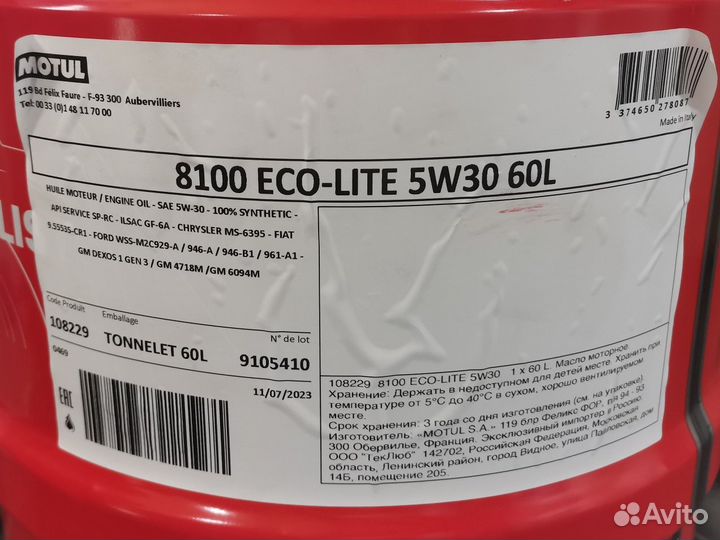 MOTUL
119 Bd Félix Faure - F-93 300 Aubervilliers
Tel: 00 33 (0)1 48 11 70 00
3 374650 278087
Made in Italy
8100 ECO-LITE 5W30 60L
HUILE MOTEUR / ENGINE OIL - SAE 5W-30 - 100% SYNTHETIC -
API SERVICE SP-RC - ILSAC GF-6A - CHRYSLER MS-6395 - FIAT
9.55535-CR1 - FORD WSS-M2C929-A / 946-A / 946-B1 / 961-A1 -
GM DEXOS 1 GEN 3 / GM 4718M /GM 6094M
LIS
Code Produit
Emballage
N° de lot
108229
TONNELET 60L
9105410
0469
11/07/2023
EAC
108229 8100 ECO-LITE 5W30 1 x 60 L. Масло моторное.
Хранение: Держать в недоступном для детей месте. Хранить при
температуре от 5°С до 40°С в сухом, хорошо вентилируемом
месте.
Срок хранения: 3 года со дня изготовления (см. на упаковке).
Изготовитель: «MOTUL S.A.» 119 блр Феликс ФОР, ПЯ 94 - 93
300 Обервилье, Франция. Эксклюзивный импортер в Россию
ООО "ТекЛюб" 142702, Российская Федерация, Московская
область, Ленинский район, город Видное, улица Павловская, дом
14Б, помещение 205.
Avito